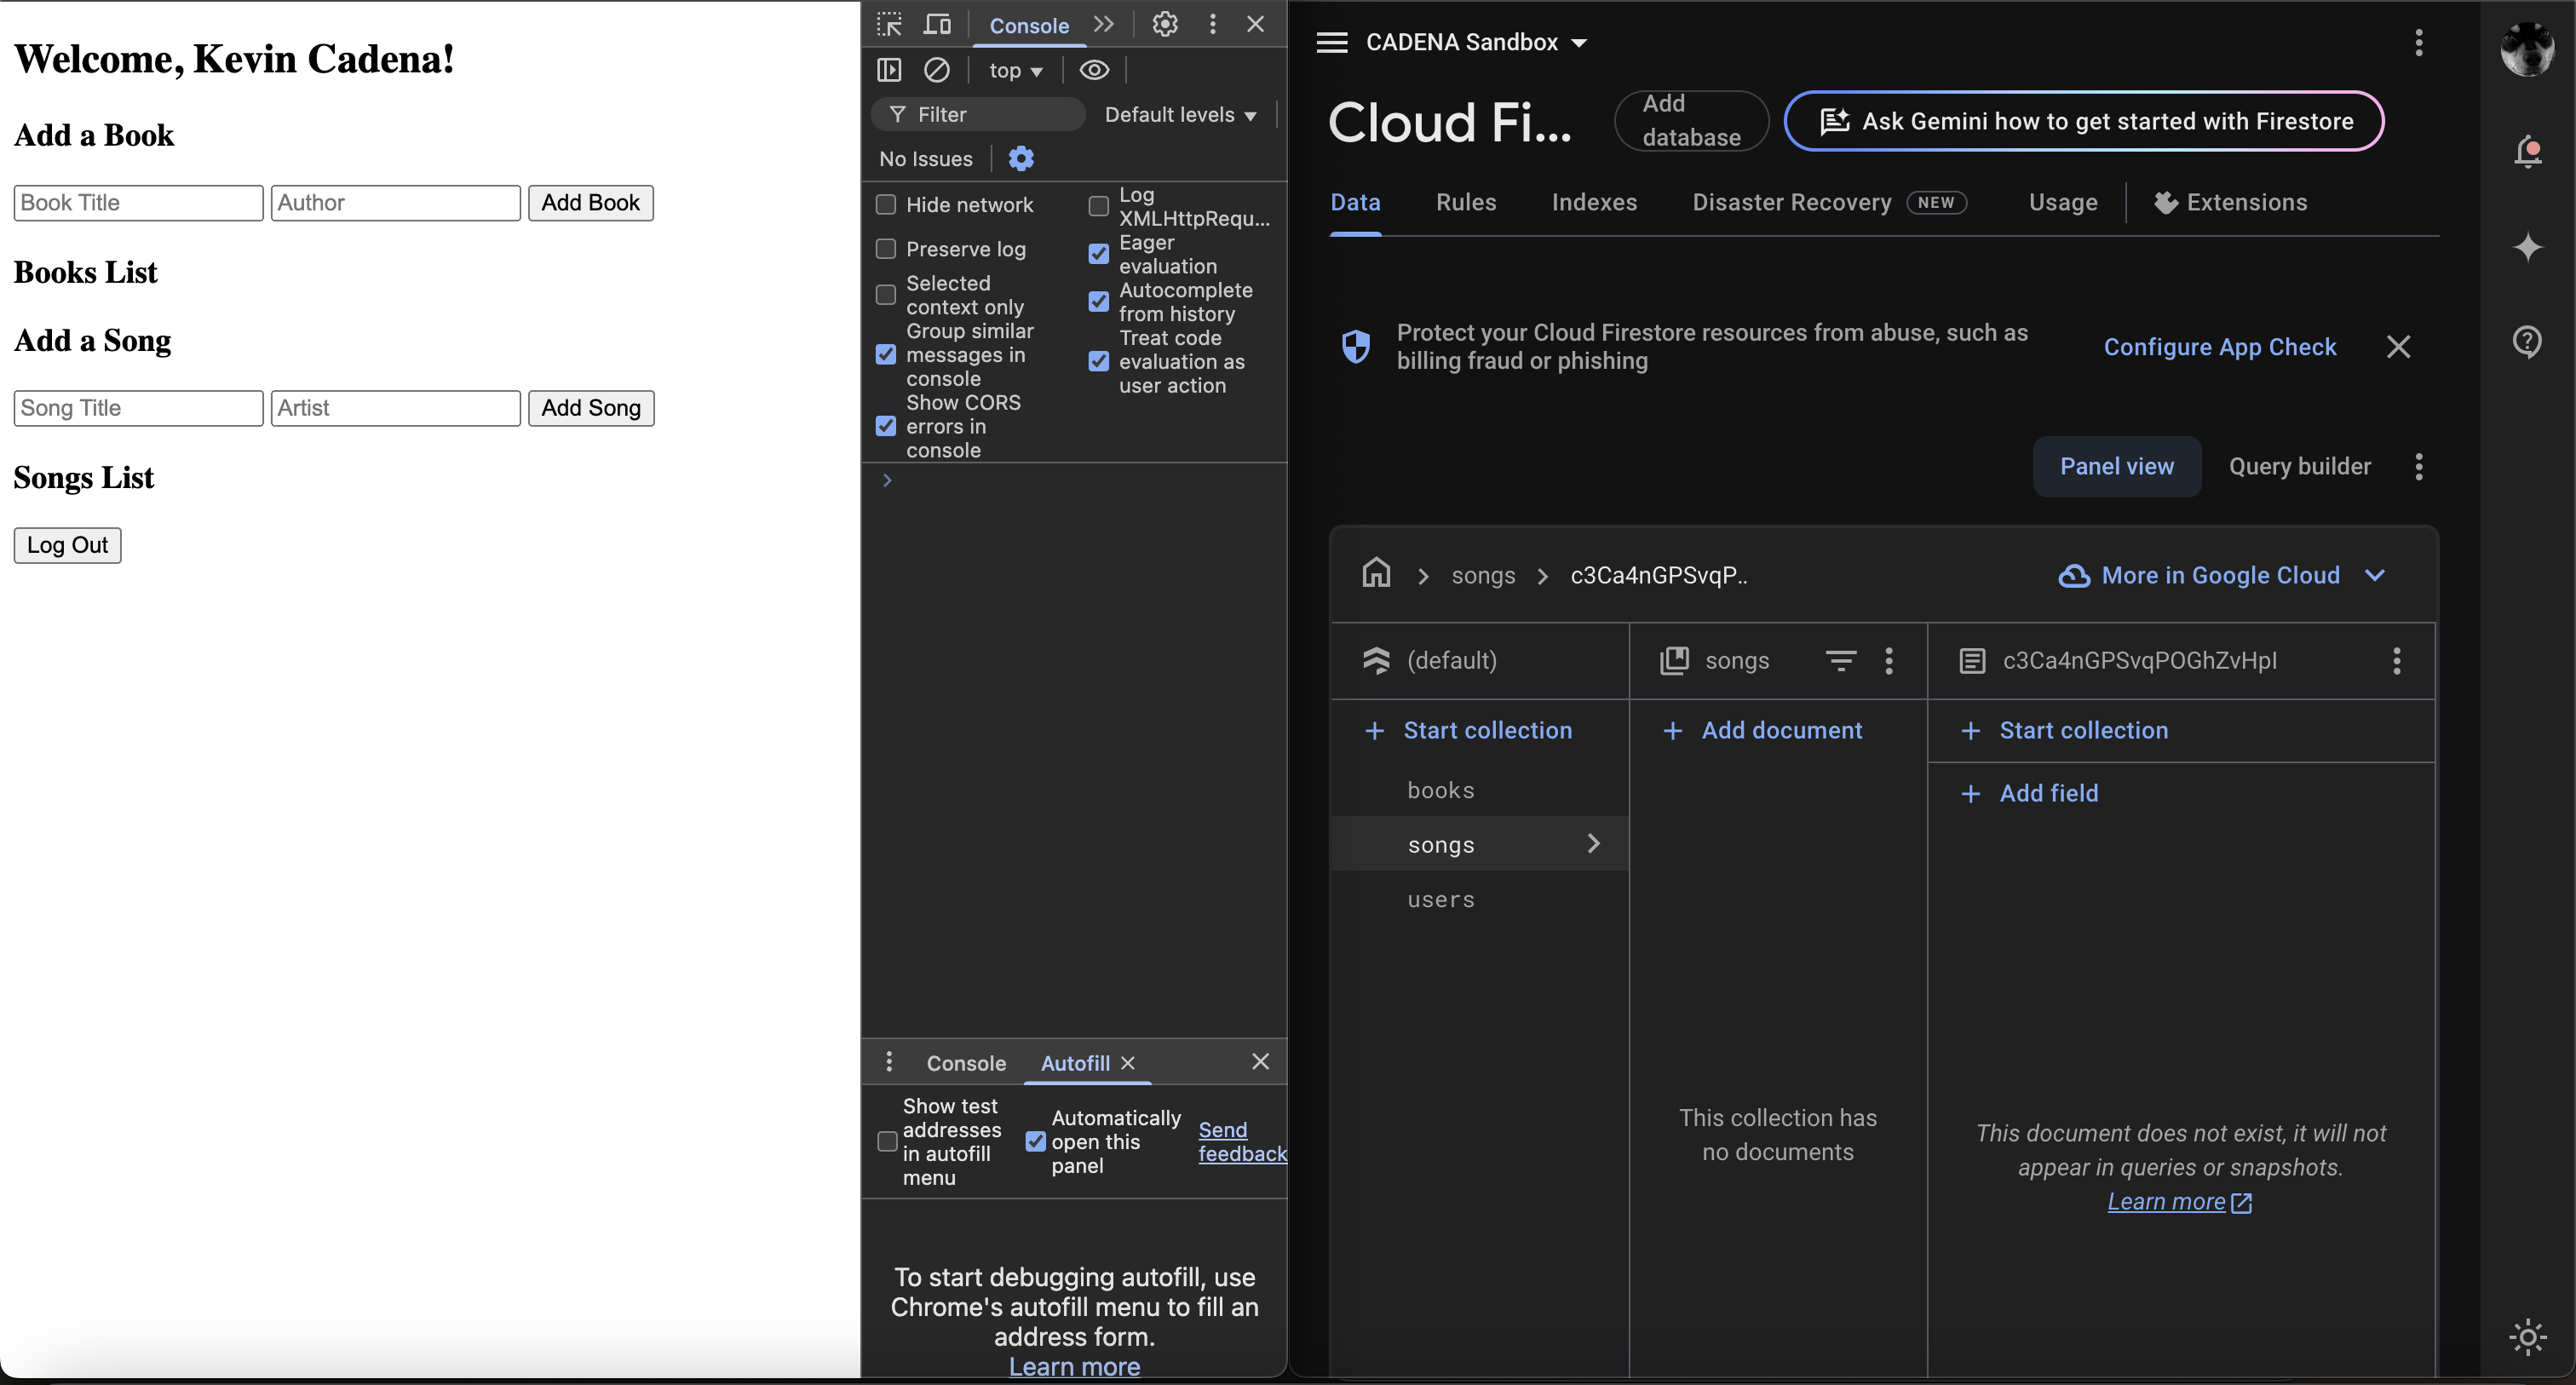 Welcome, Kevin Cadena!
Add a Book
Book Title
Author
Add Book
Books List
Add a Song
Song Title
Artist
Add Song
Songs List
Log Out
Console
top
Filter
Default levels
No Issues
Hide network
Preserve log
Selected
context only
Group similar
messages in
console
Show CORS
errors in
console
Log
XMLHttpRequ...
Eager
evaluation
Autocomplete
from history
Treat code
evaluation as
user action
Console
Autofill
Show test
addresses
in autofill
menu
Automatically
open this
panel
Send
feedback
To start debugging autofill, use
Chrome's autofill menu to fill an
address form.
Learn more
CADENA Sandbox
Cloud Fi...
Add
database
Ask Gemini how to get started with Firestore
Data
Rules
Indexes
Disaster Recovery
NEW
Usage
Extensions
Protect your Cloud Firestore resources from abuse, such as
billing fraud or phishing
Configure App Check
Panel view
Query builder
songs
c3Ca4nGPSvqP..
More in Google Cloud
(default)
songs
c3Ca4nGPSvqPOGhZvHpI
+ Start collection
books
songs
users
+ Add document
This collection has
no documents
+ Start collection
+ Add field
This document does not exist, it will not
appear in queries or snapshots.
Learn more